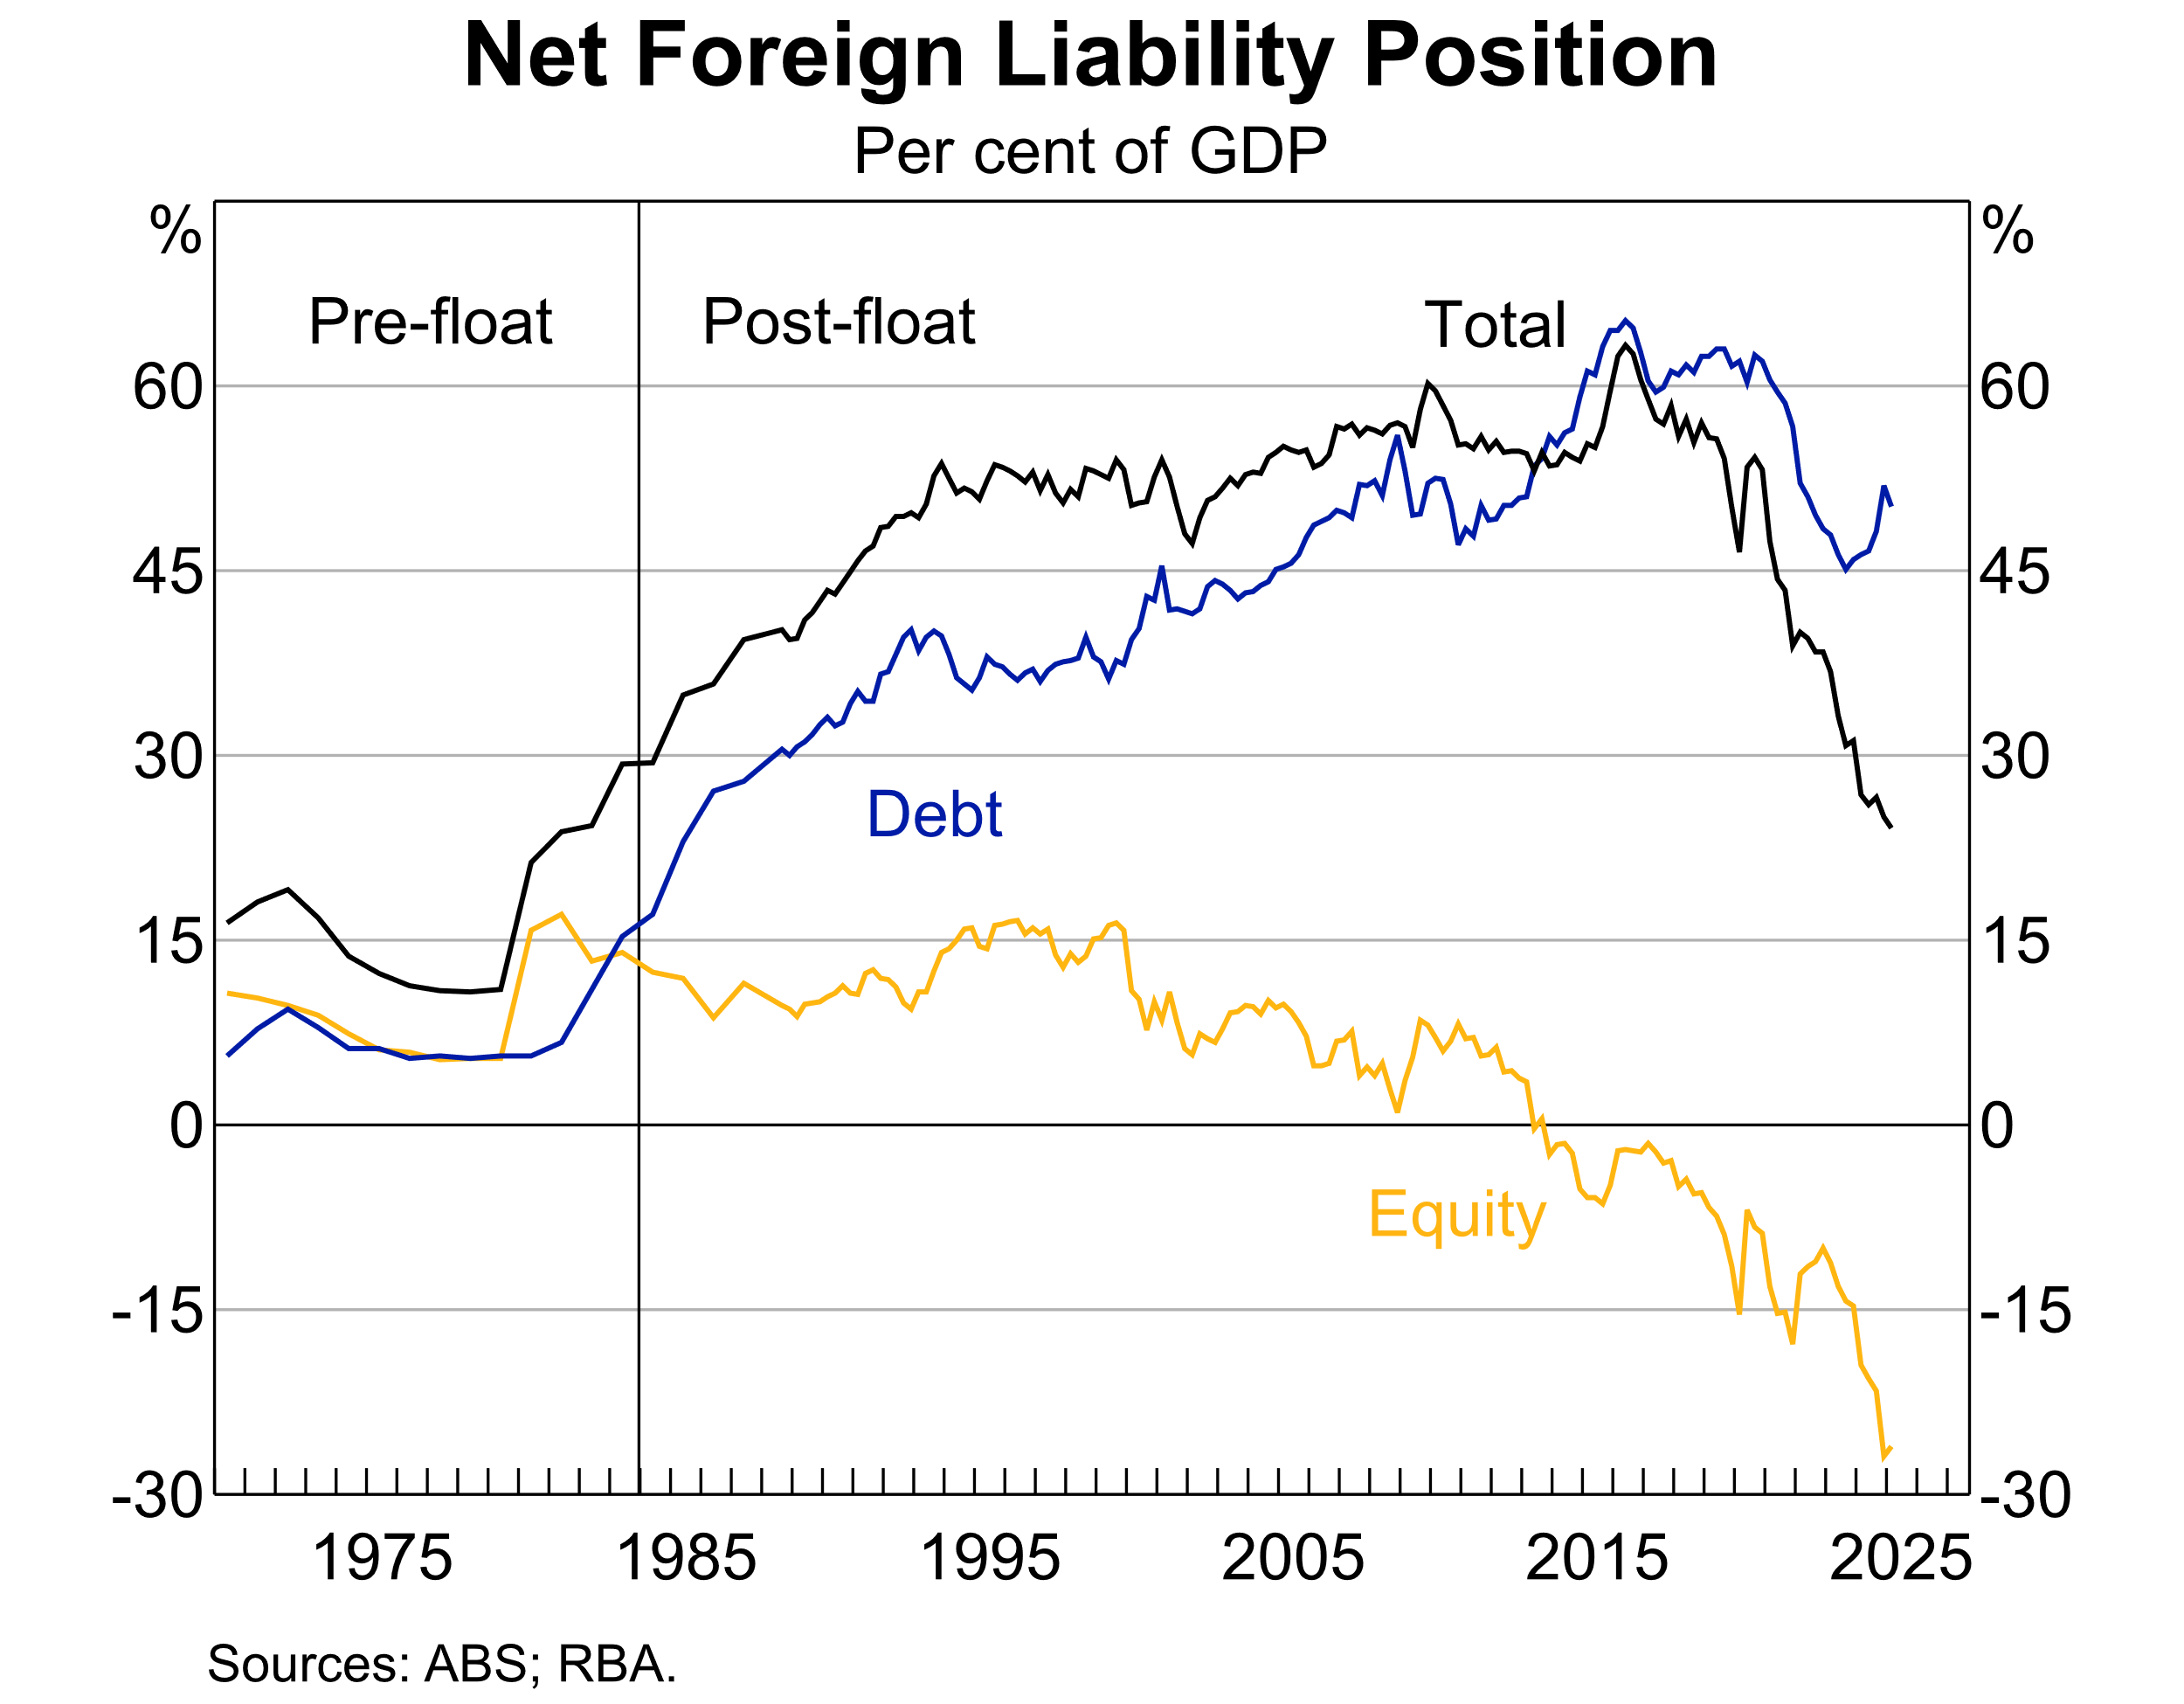 Net Foreign Liability Position
Per cent of GDP
% %
Pre-float Post-float Total
60 60
45 45
30 30
Debt
15 15
0 0
Equity
-15 -15
-30 -30
1975 1985 1995 2005 2015 2025
Sources: ABS; RBA.